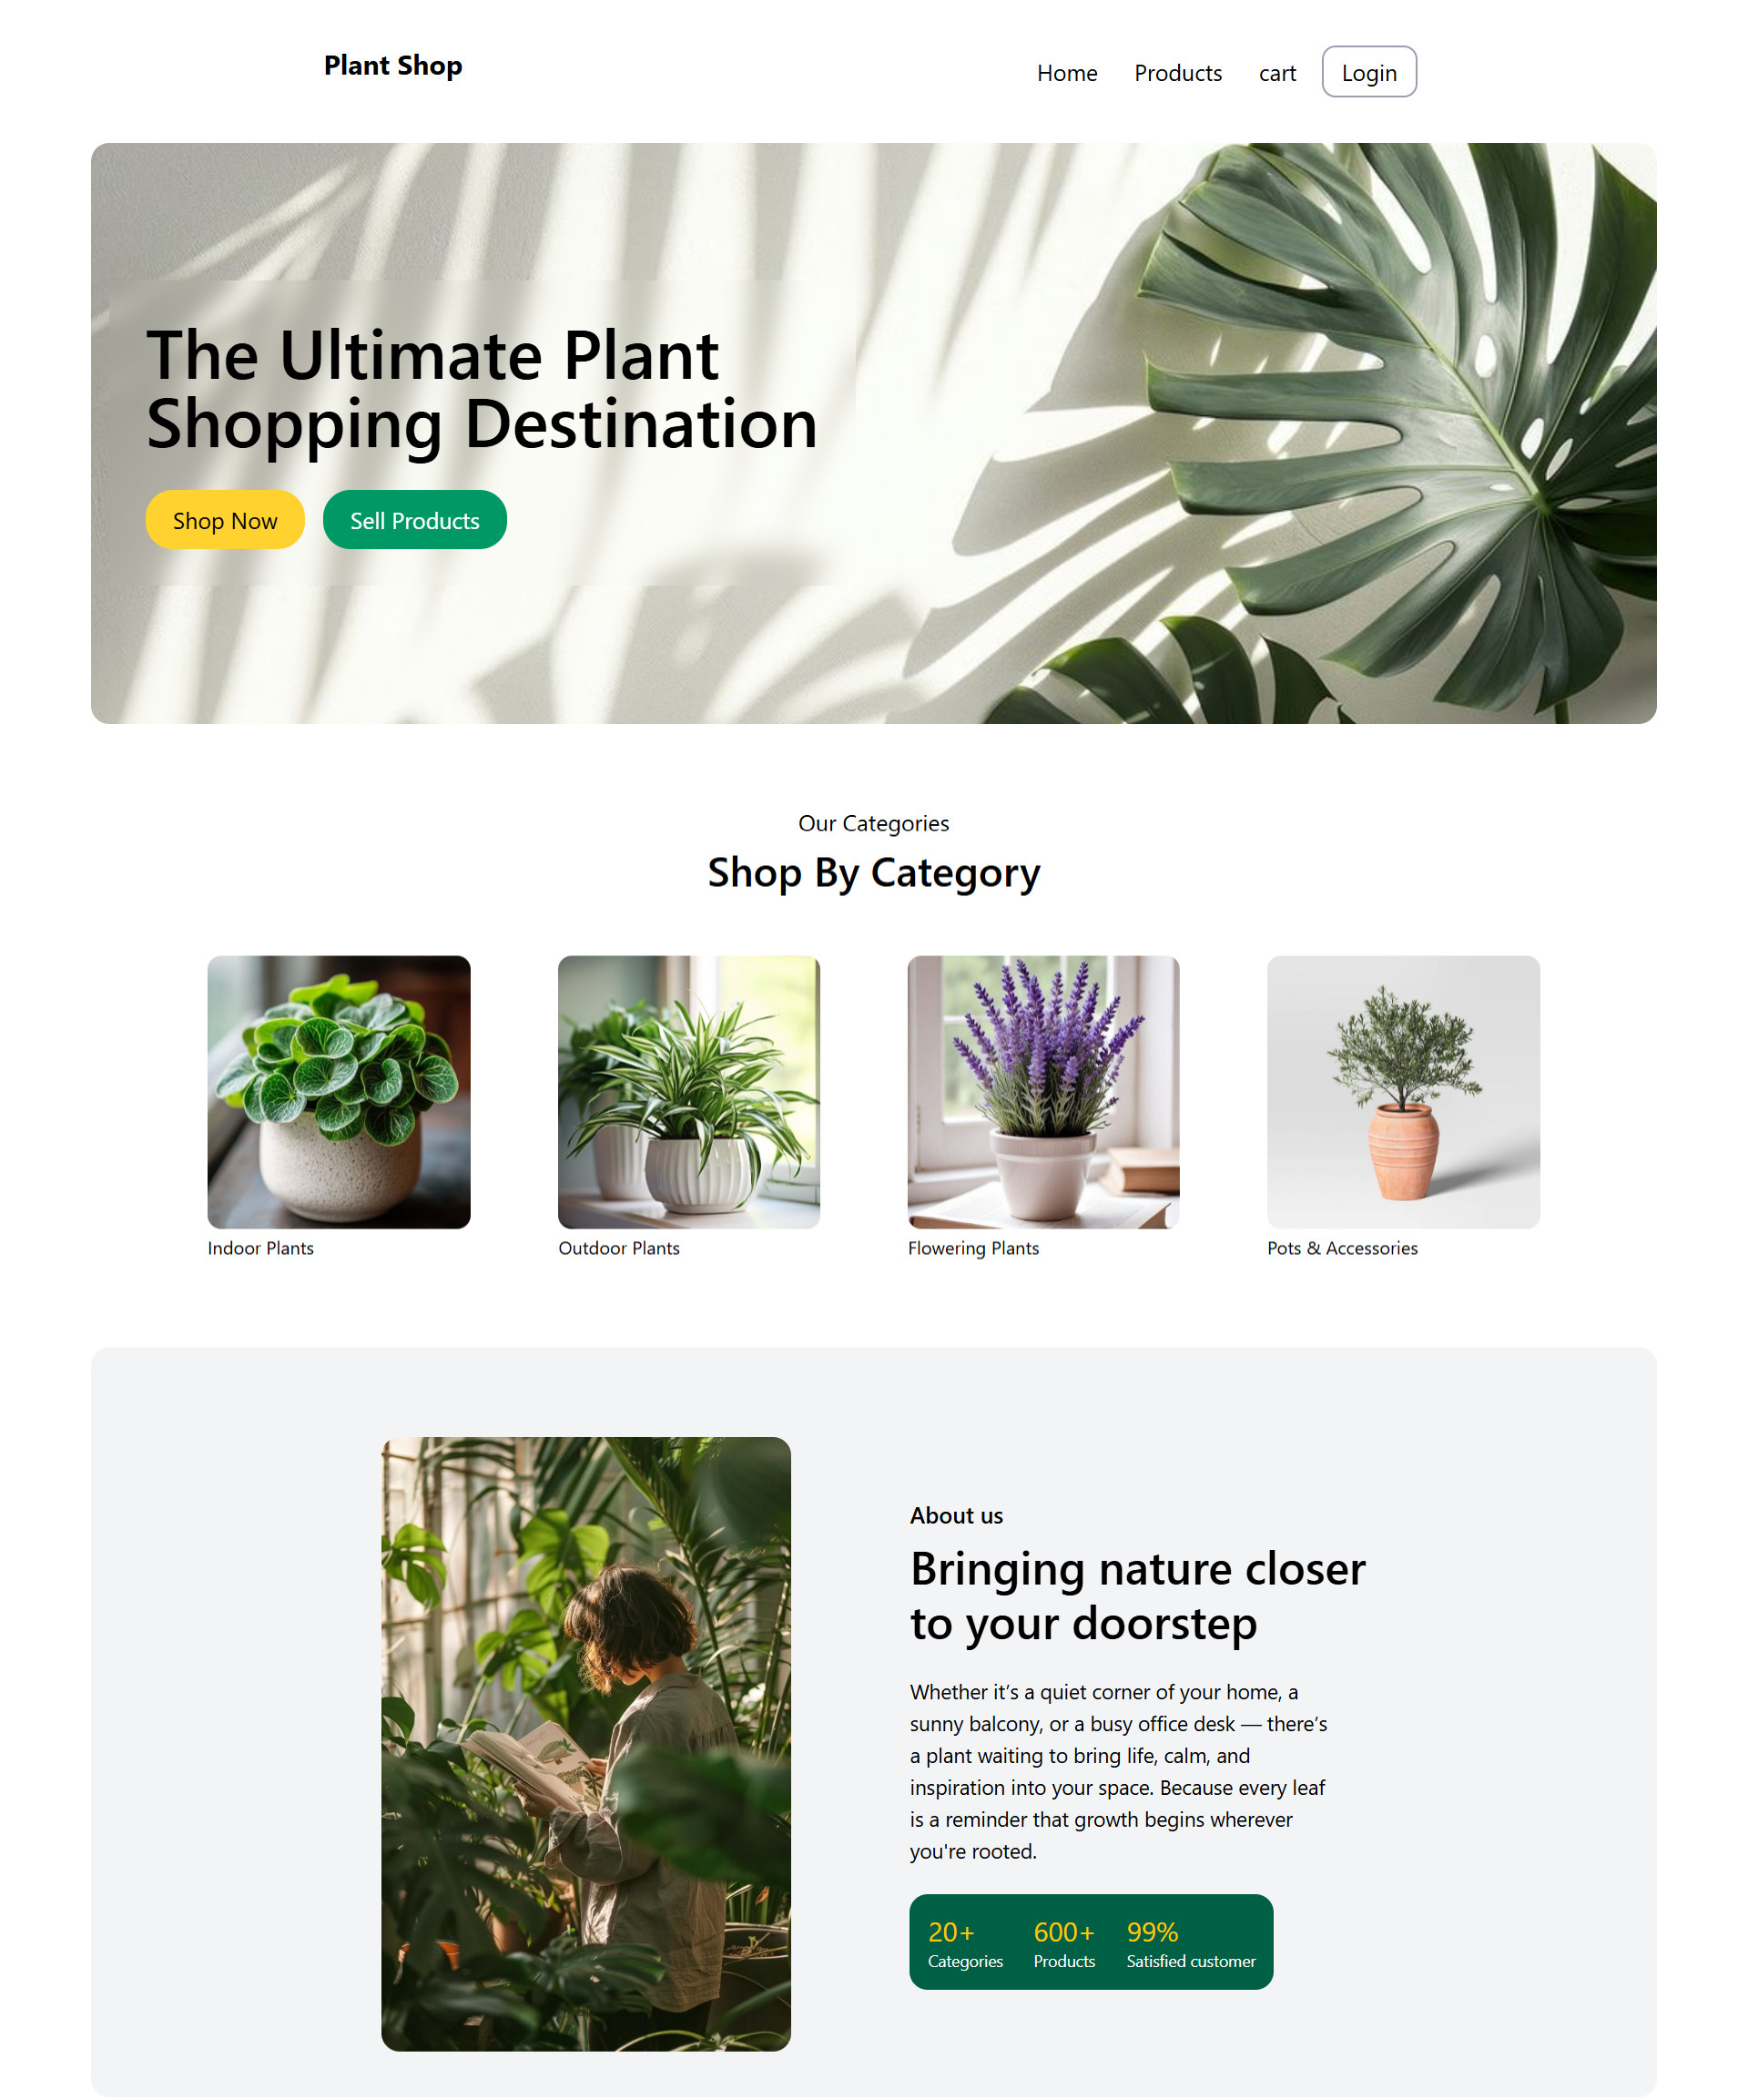 Plant Shop
Home Products cart Login
The Ultimate Plant
Shopping Destination
Shop Now Sell Products
Our Categories
Shop By Category
Indoor Plants
Outdoor Plants
Flowering Plants
Pots & Accessories
About us
Bringing nature closer
to your doorstep
Whether it’s a quiet corner of your home, a
sunny balcony, or a busy office desk — there’s
a plant waiting to bring life, calm, and
inspiration into your space. Because every leaf
is a reminder that growth begins wherever
you're rooted.
20+ 600+ 99%
Categories Products Satisfied customer